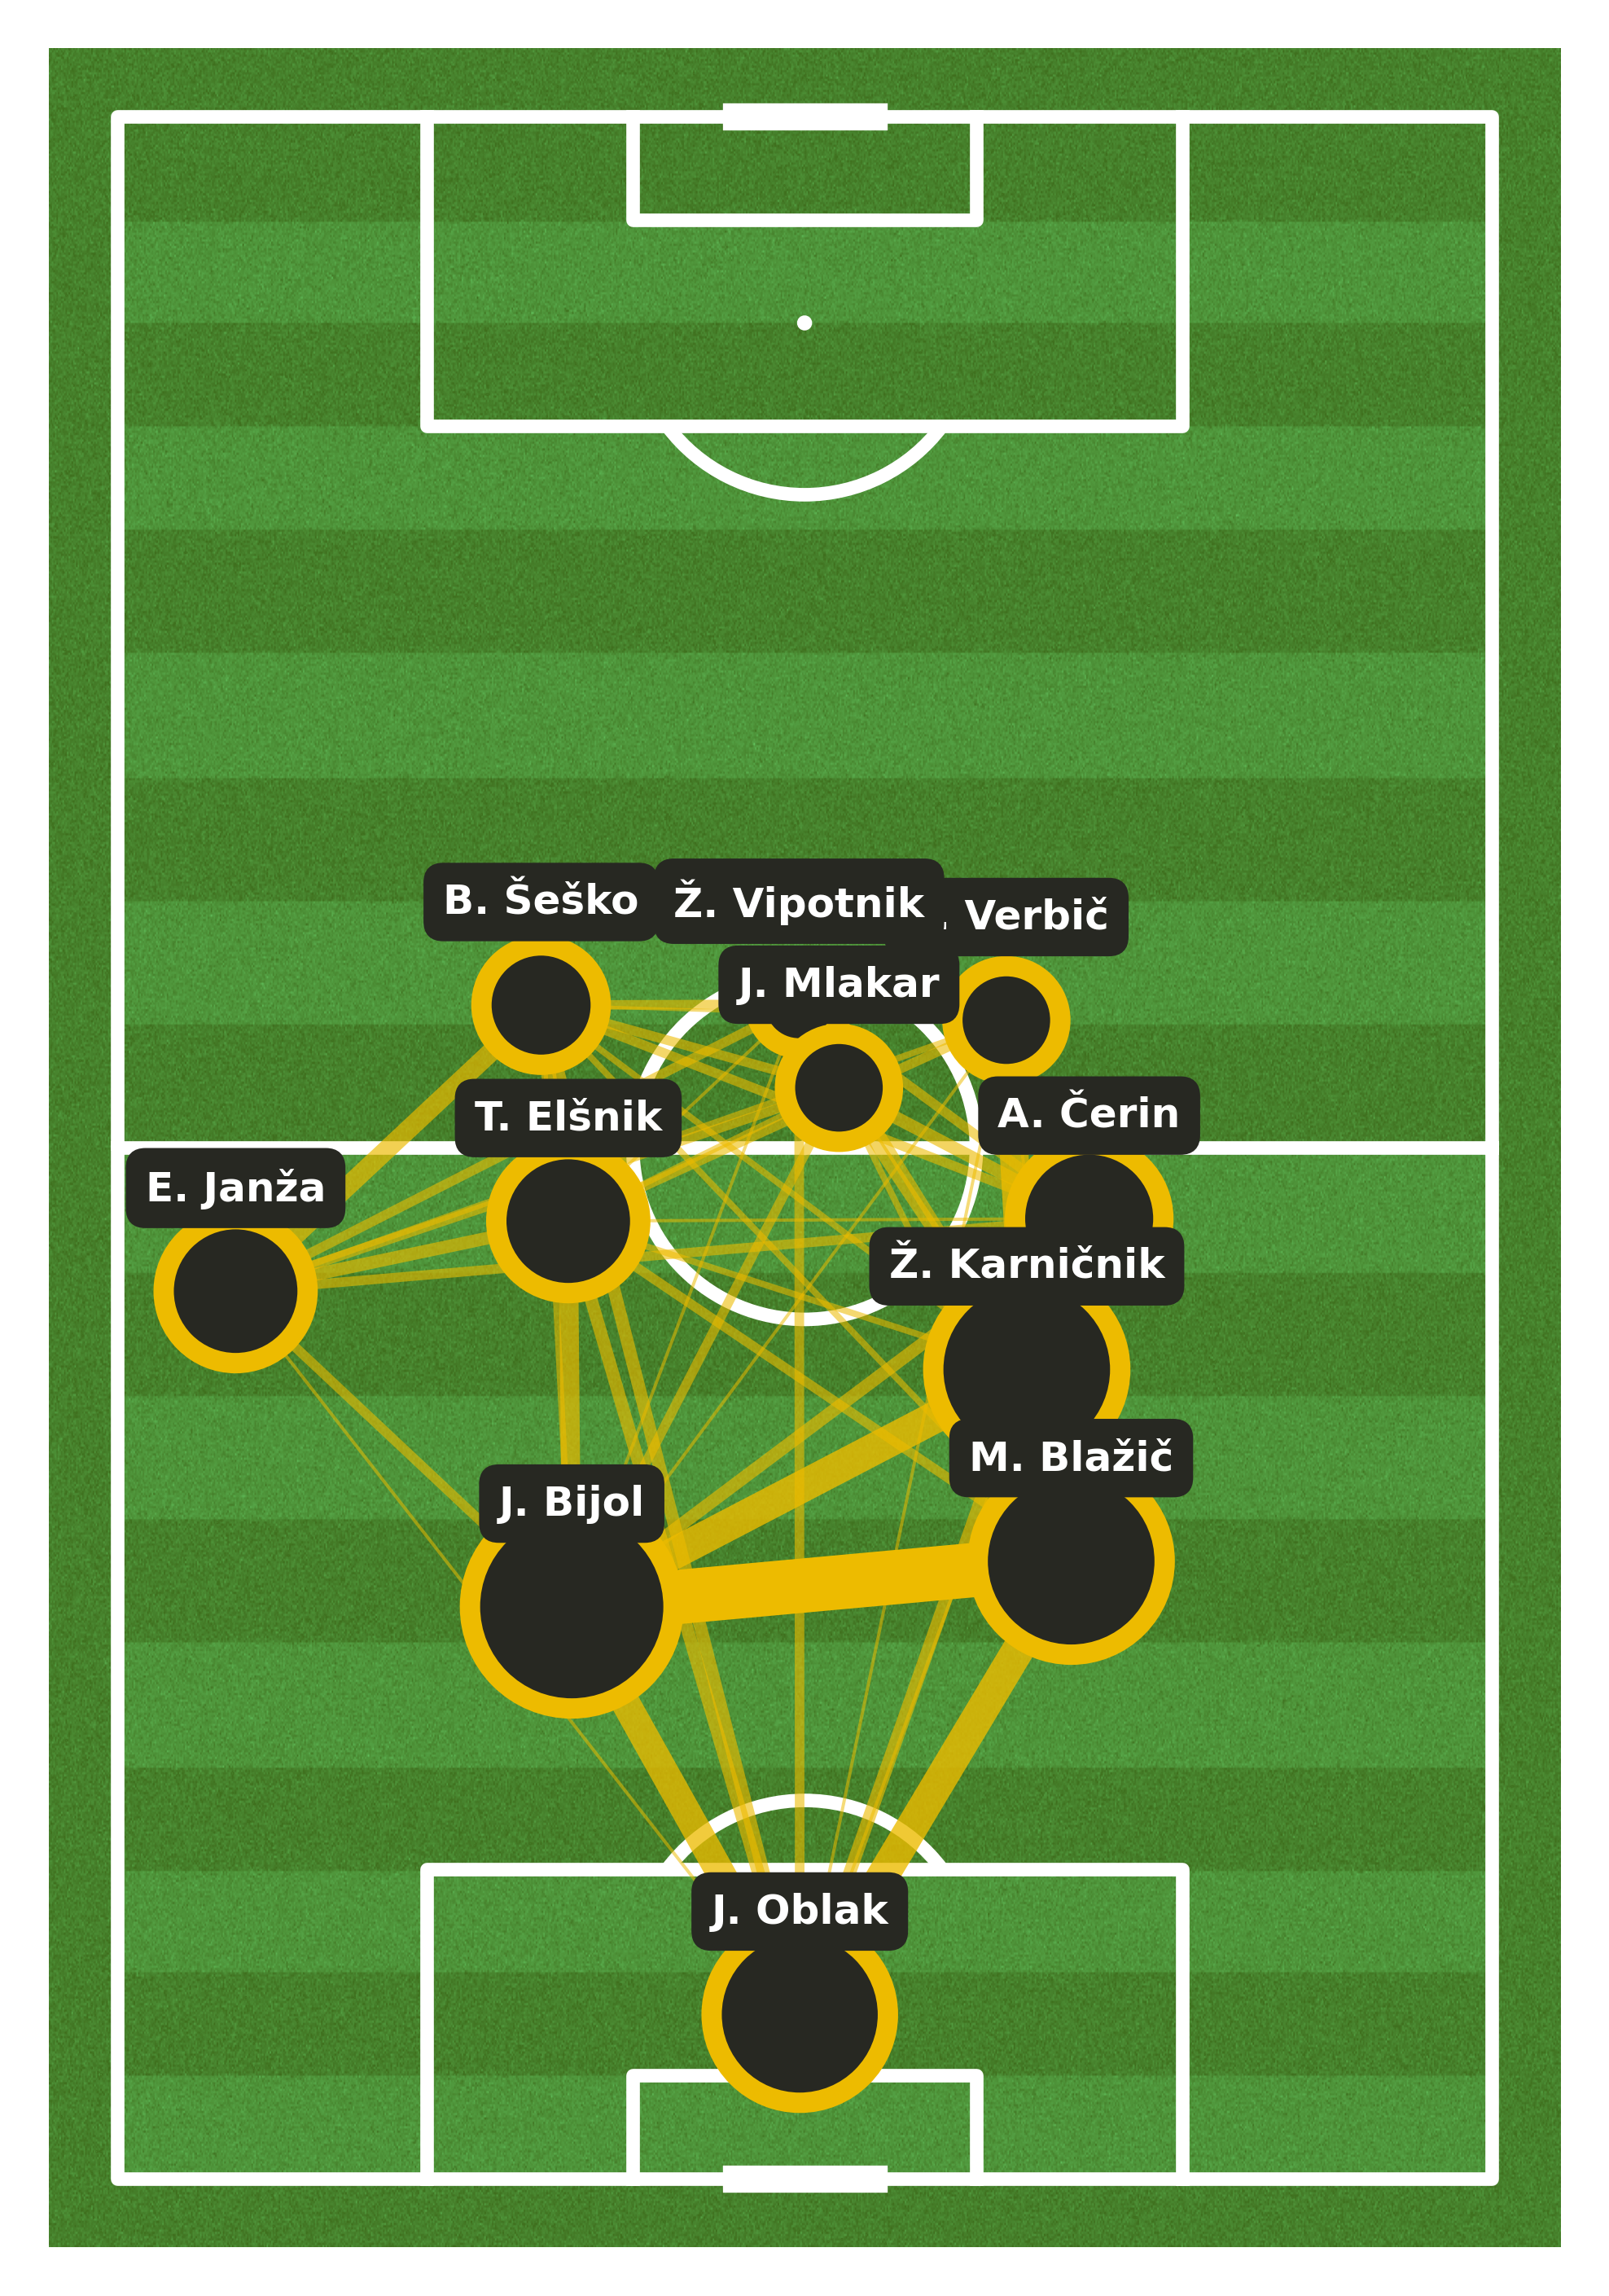 B. Šeško
Ž. Vipotnik
. Verbič
J. Mlakar
T. Elšnik
A. Čerin
E. Janža
Ž. Karničnik
M. Blažič
J. Bijol
J. Oblak